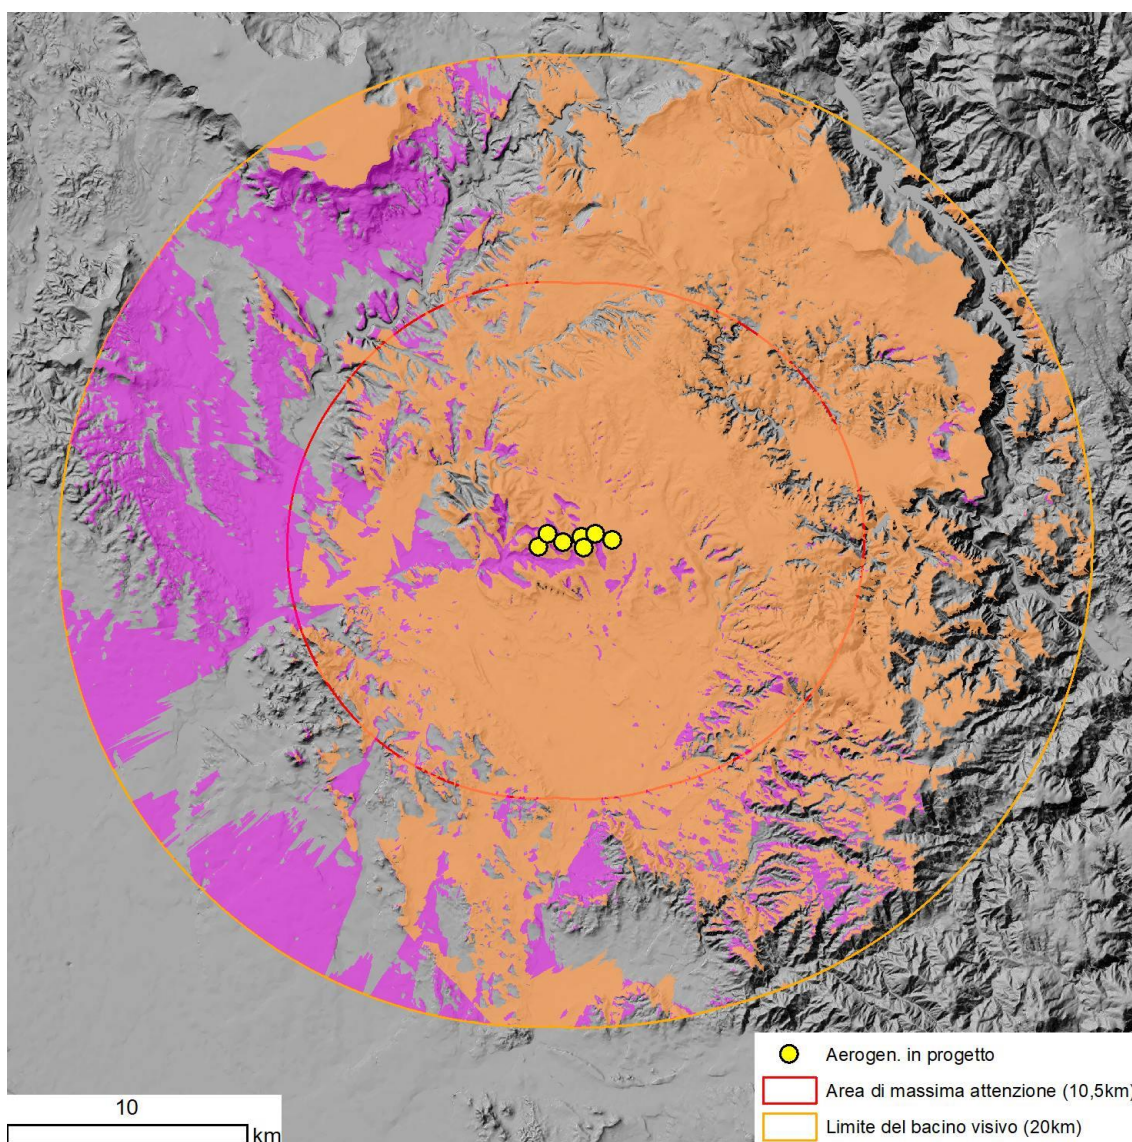 Aerogen. in progetto
Area di massima attenzione (10,5km)
Limite del bacino visivo (20km)
10
km